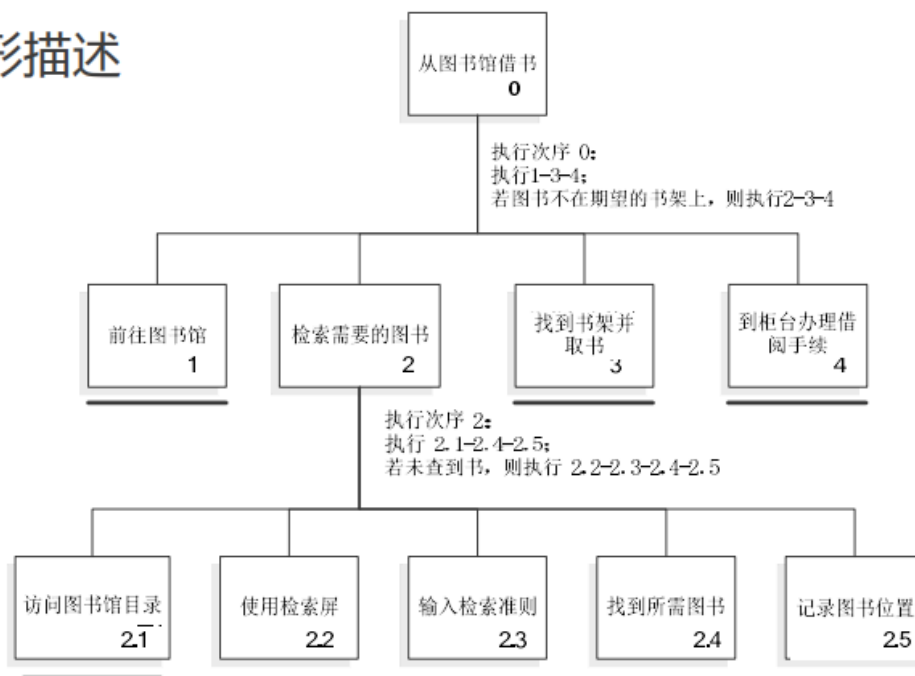 形描述
从图书馆借书
0
执行次序 0:
执行1-3-4;
若图书不在期望的书架上，则执行2-3-4
前往图书馆
1
检索需要的图书
2
找到书架并
取书
3
到柜台办理借
阅手续
4
执行次序 2:
执行 2.1-2.4-2.5;
若未查到书，则执行 2.2-2.3-2.4-2.5
访问图书馆目录
2.1
使用检索屏
2.2
输入检索准则
2.3
找到所需图书
2.4
记录图书位置
2.5